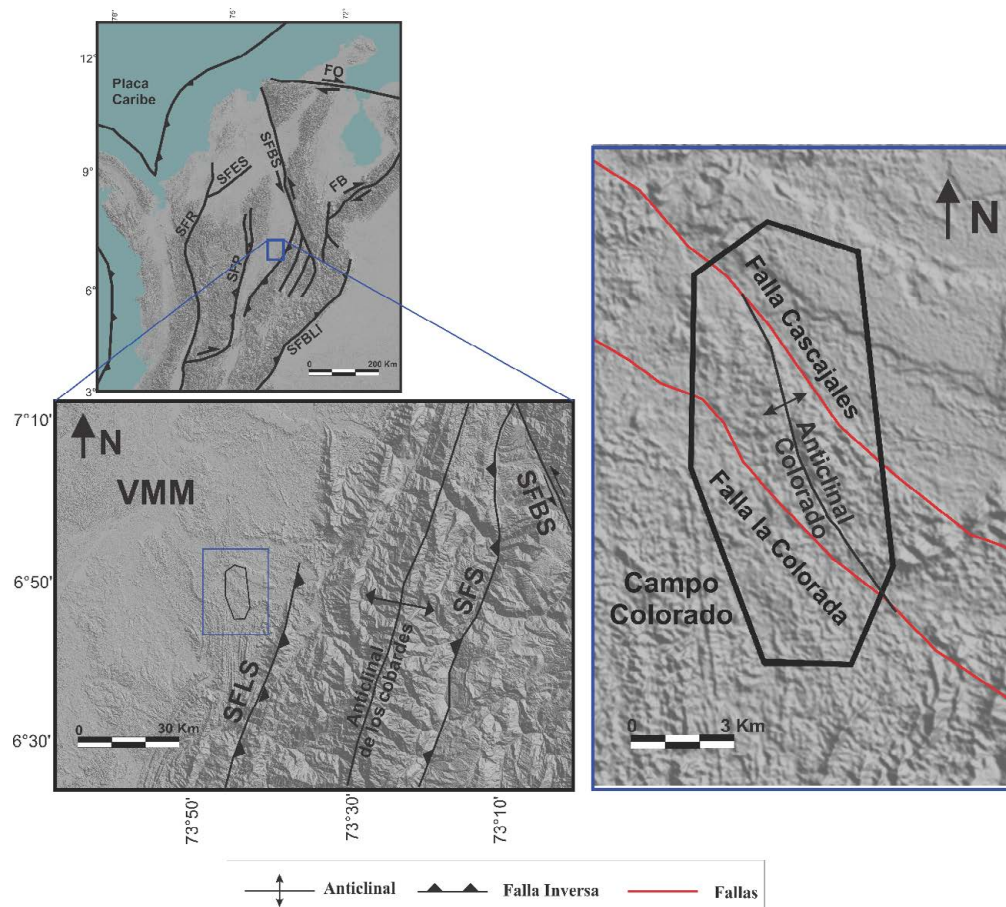 76°
75°
72°
12°
9°
6°
3°
Placa
Caribe
FO
SFBS
SFES
FB
SFR
SFP
SFBLI
0 200 Km
7°10'
6°50'
6°30'
N
VMM
SFBS
SFS
SFLS
Anticlinal
de los cobardes
0 30 Km
73°50'
73°30'
73°10'
N
Falla Cascajales
Anticlinal
Colorado
Falla la Colorada
Campo
Colorado
0 3 Km
Anticlinal
Falla Inversa
Fallas